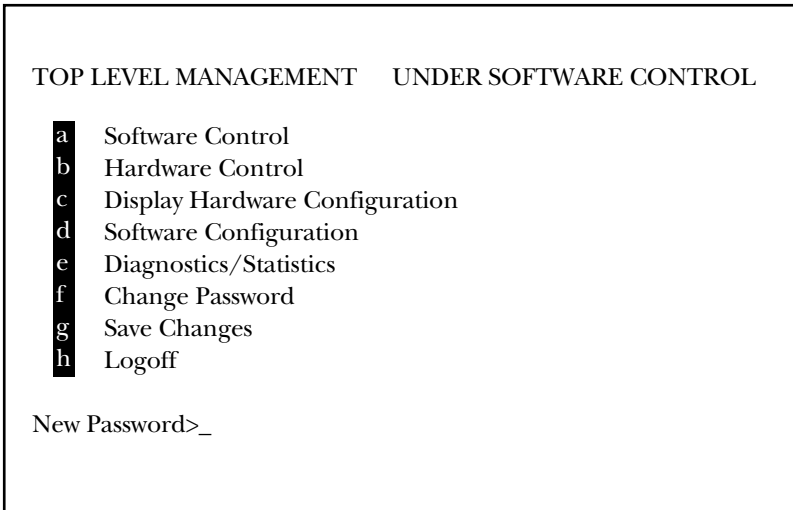 TOP LEVEL MANAGEMENT UNDER SOFTWARE CONTROL
a Software Control
b Hardware Control
c Display Hardware Configuration
d Software Configuration
e Diagnostics/Statistics
f Change Password
g Save Changes
h Logoff
New Password>_